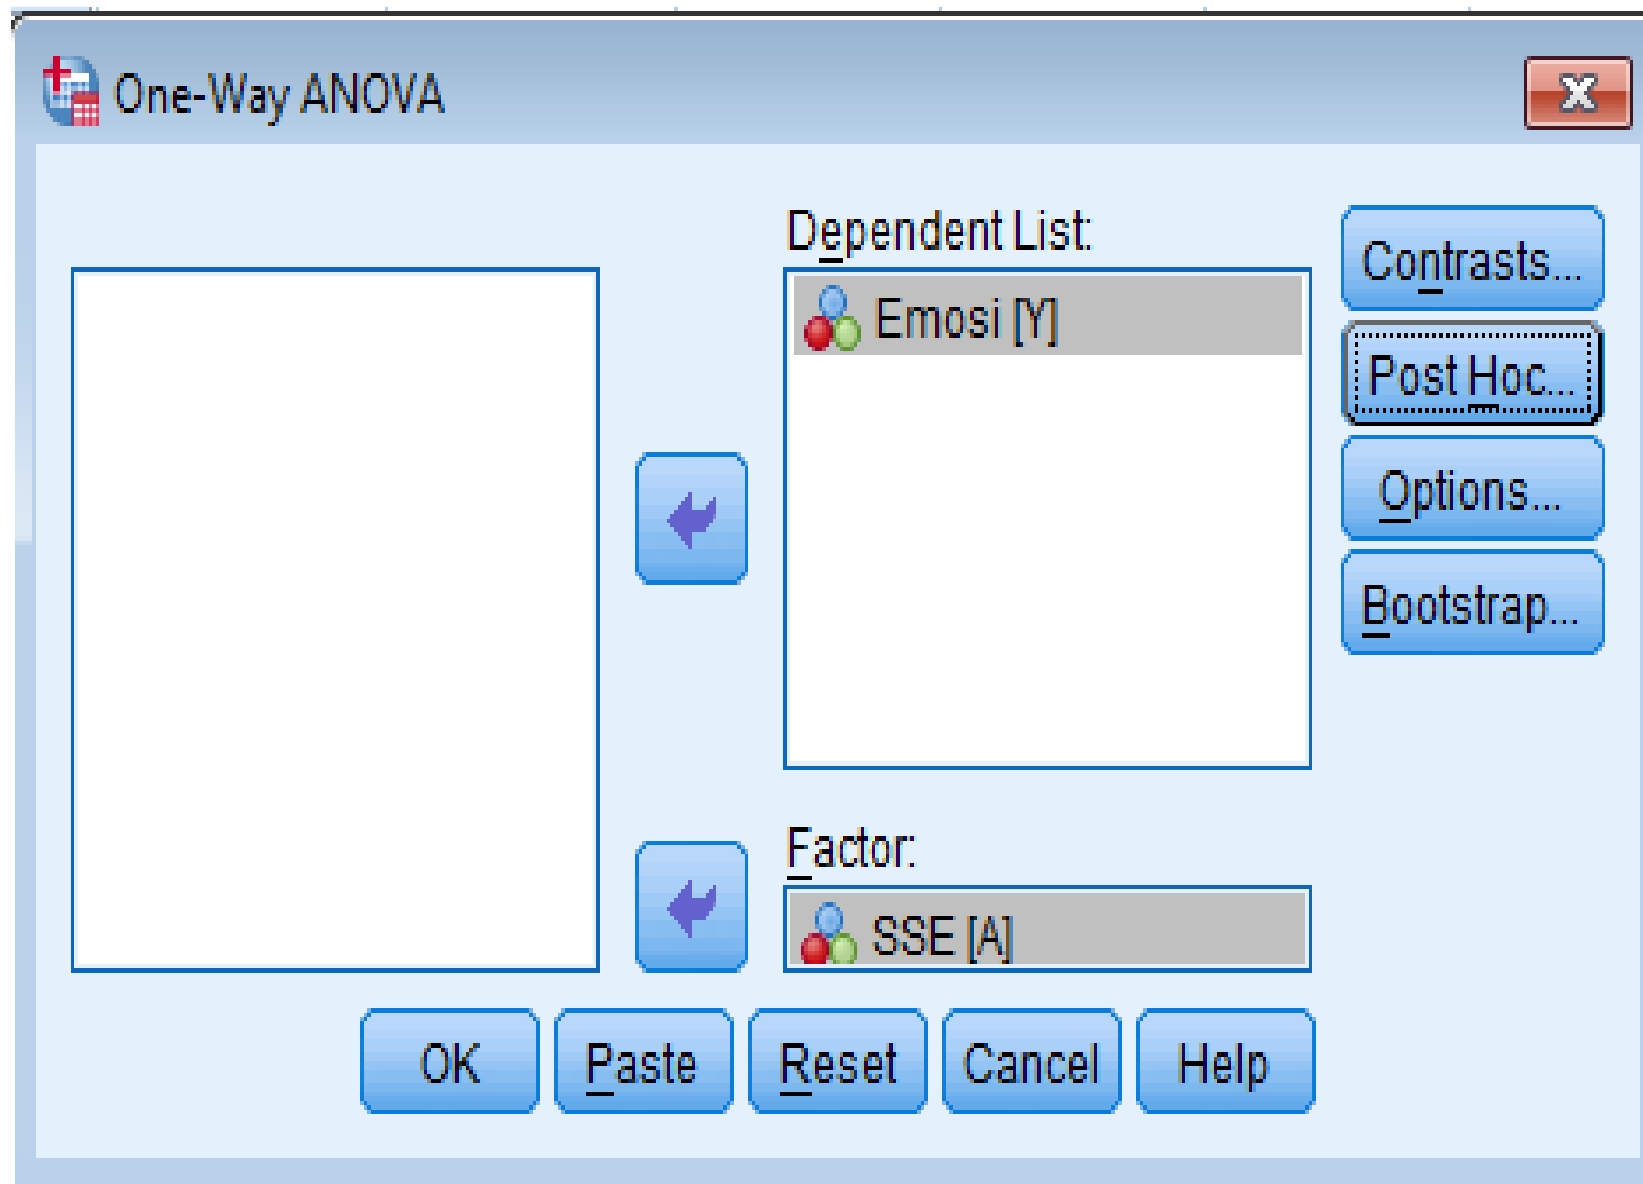 One-Way ANOVA
Dependent List:
Emosi [Y]
Contrasts...
Post Hoc...
Options...
Bootstrap...
Factor:
SSE [A]
OK Paste Reset Cancel Help